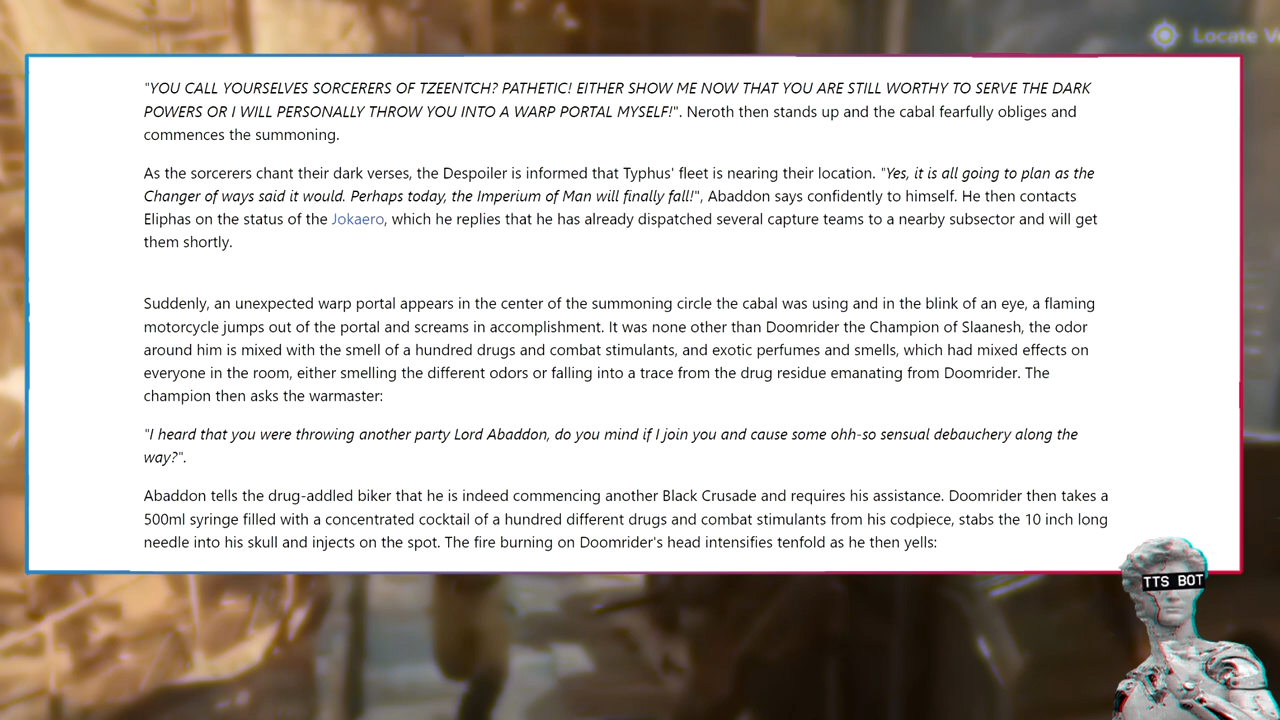 Locate
"YOU CALL YOURSELVES SORCERERS OF TZEENTCH? PATHETIC! EITHER SHOW ME NOW THAT YOU ARE STILL WORTHY TO SERVE THE DARK
POWERS OR I WILL PERSONALLY THROW YOU INTO A WARP PORTAL MYSELF!". Neroth then stands up and the cabal fearfully obliges and
commences the summoning.
As the sorcerers chant their dark verses, the Despoiler is informed that Typhus' fleet is nearing their location. "Yes, it is all going to plan as the
Changer of ways said it would. Perhaps today, the Imperium of Man will finally fall!", Abaddon says confidently to himself. He then contacts
Eliphas on the status of the Jokaero, which he replies that he has already dispatched several capture teams to a nearby subsector and will get
them shortly.
Suddenly, an unexpected warp portal appears in the center of the summoning circle the cabal was using and in the blink of an eye, a flaming
motorcycle jumps out of the portal and screams in accomplishment. It was none other than Doomrider the Champion of Slaanesh, the odor
around him is mixed with the smell of a hundred drugs and combat stimulants, and exotic perfumes and smells, which had mixed effects on
everyone in the room, either smelling the different odors or falling into a trace from the drug residue emanating from Doomrider. The
champion then asks the warmaster:
"I heard that you were throwing another party Lord Abaddon, do you mind if I join you and cause some ohh-so sensual debauchery along the
way?".
Abaddon tells the drug-addled biker that he is indeed commencing another Black Crusade and requires his assistance. Doomrider then takes a
500ml syringe filled with a concentrated cocktail of a hundred different drugs and combat stimulants from his codpiece, stabs the 10 inch long
needle into his skull and injects on the spot. The fire burning on Doomrider's head intensifies tenfold as he then yells:
TTS BOT